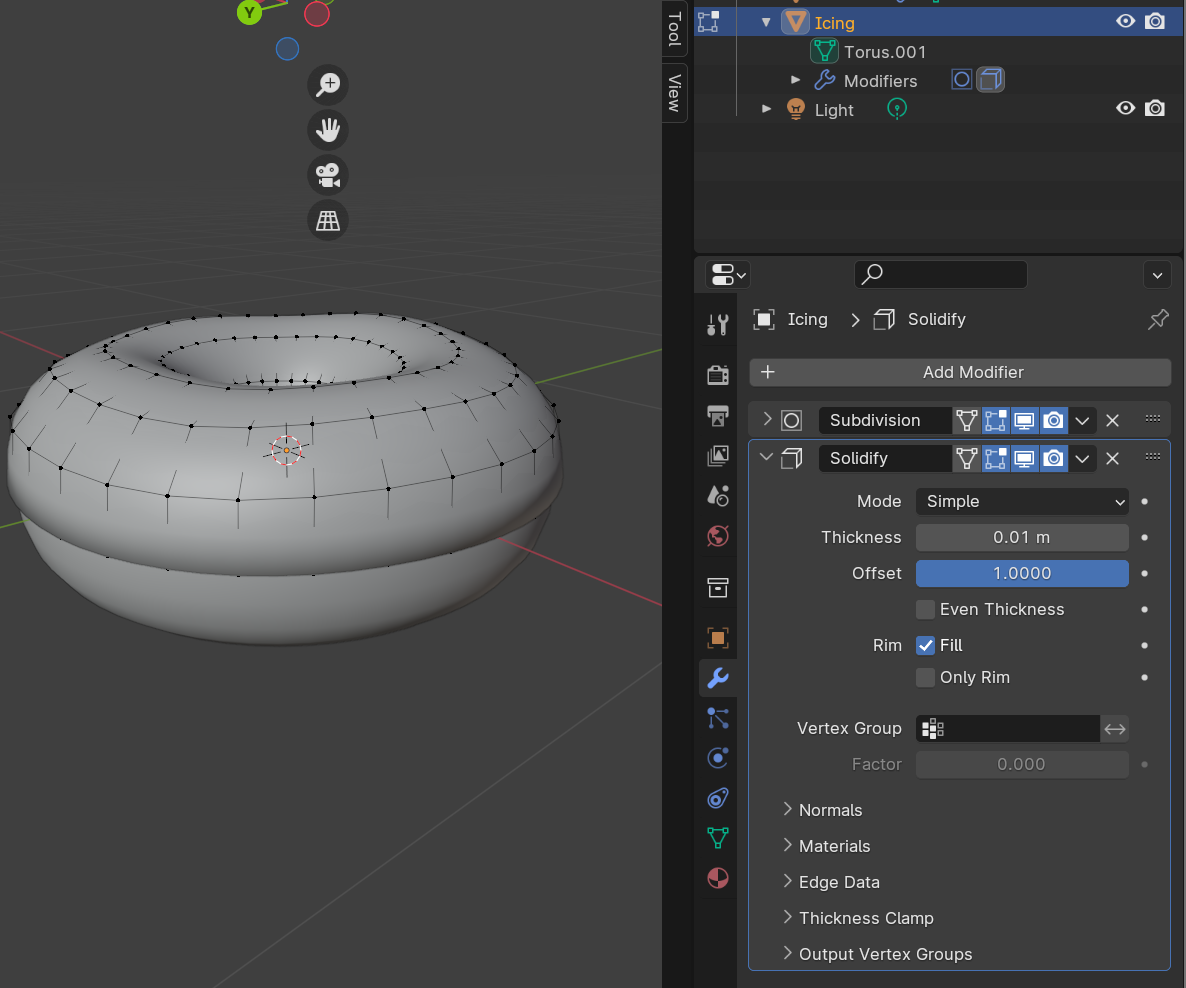 Y
Tool
View
Icing
Torus.001
Modifiers
Light
Icing > Solidify
+ Add Modifier
Subdivision
Solidify
Mode Simple
Thickness 0.01 m
Offset 1.0000
Even Thickness
Rim Fill
Only Rim
Vertex Group
Factor 0.000
Normals
Materials
Edge Data
Thickness Clamp
Output Vertex Groups